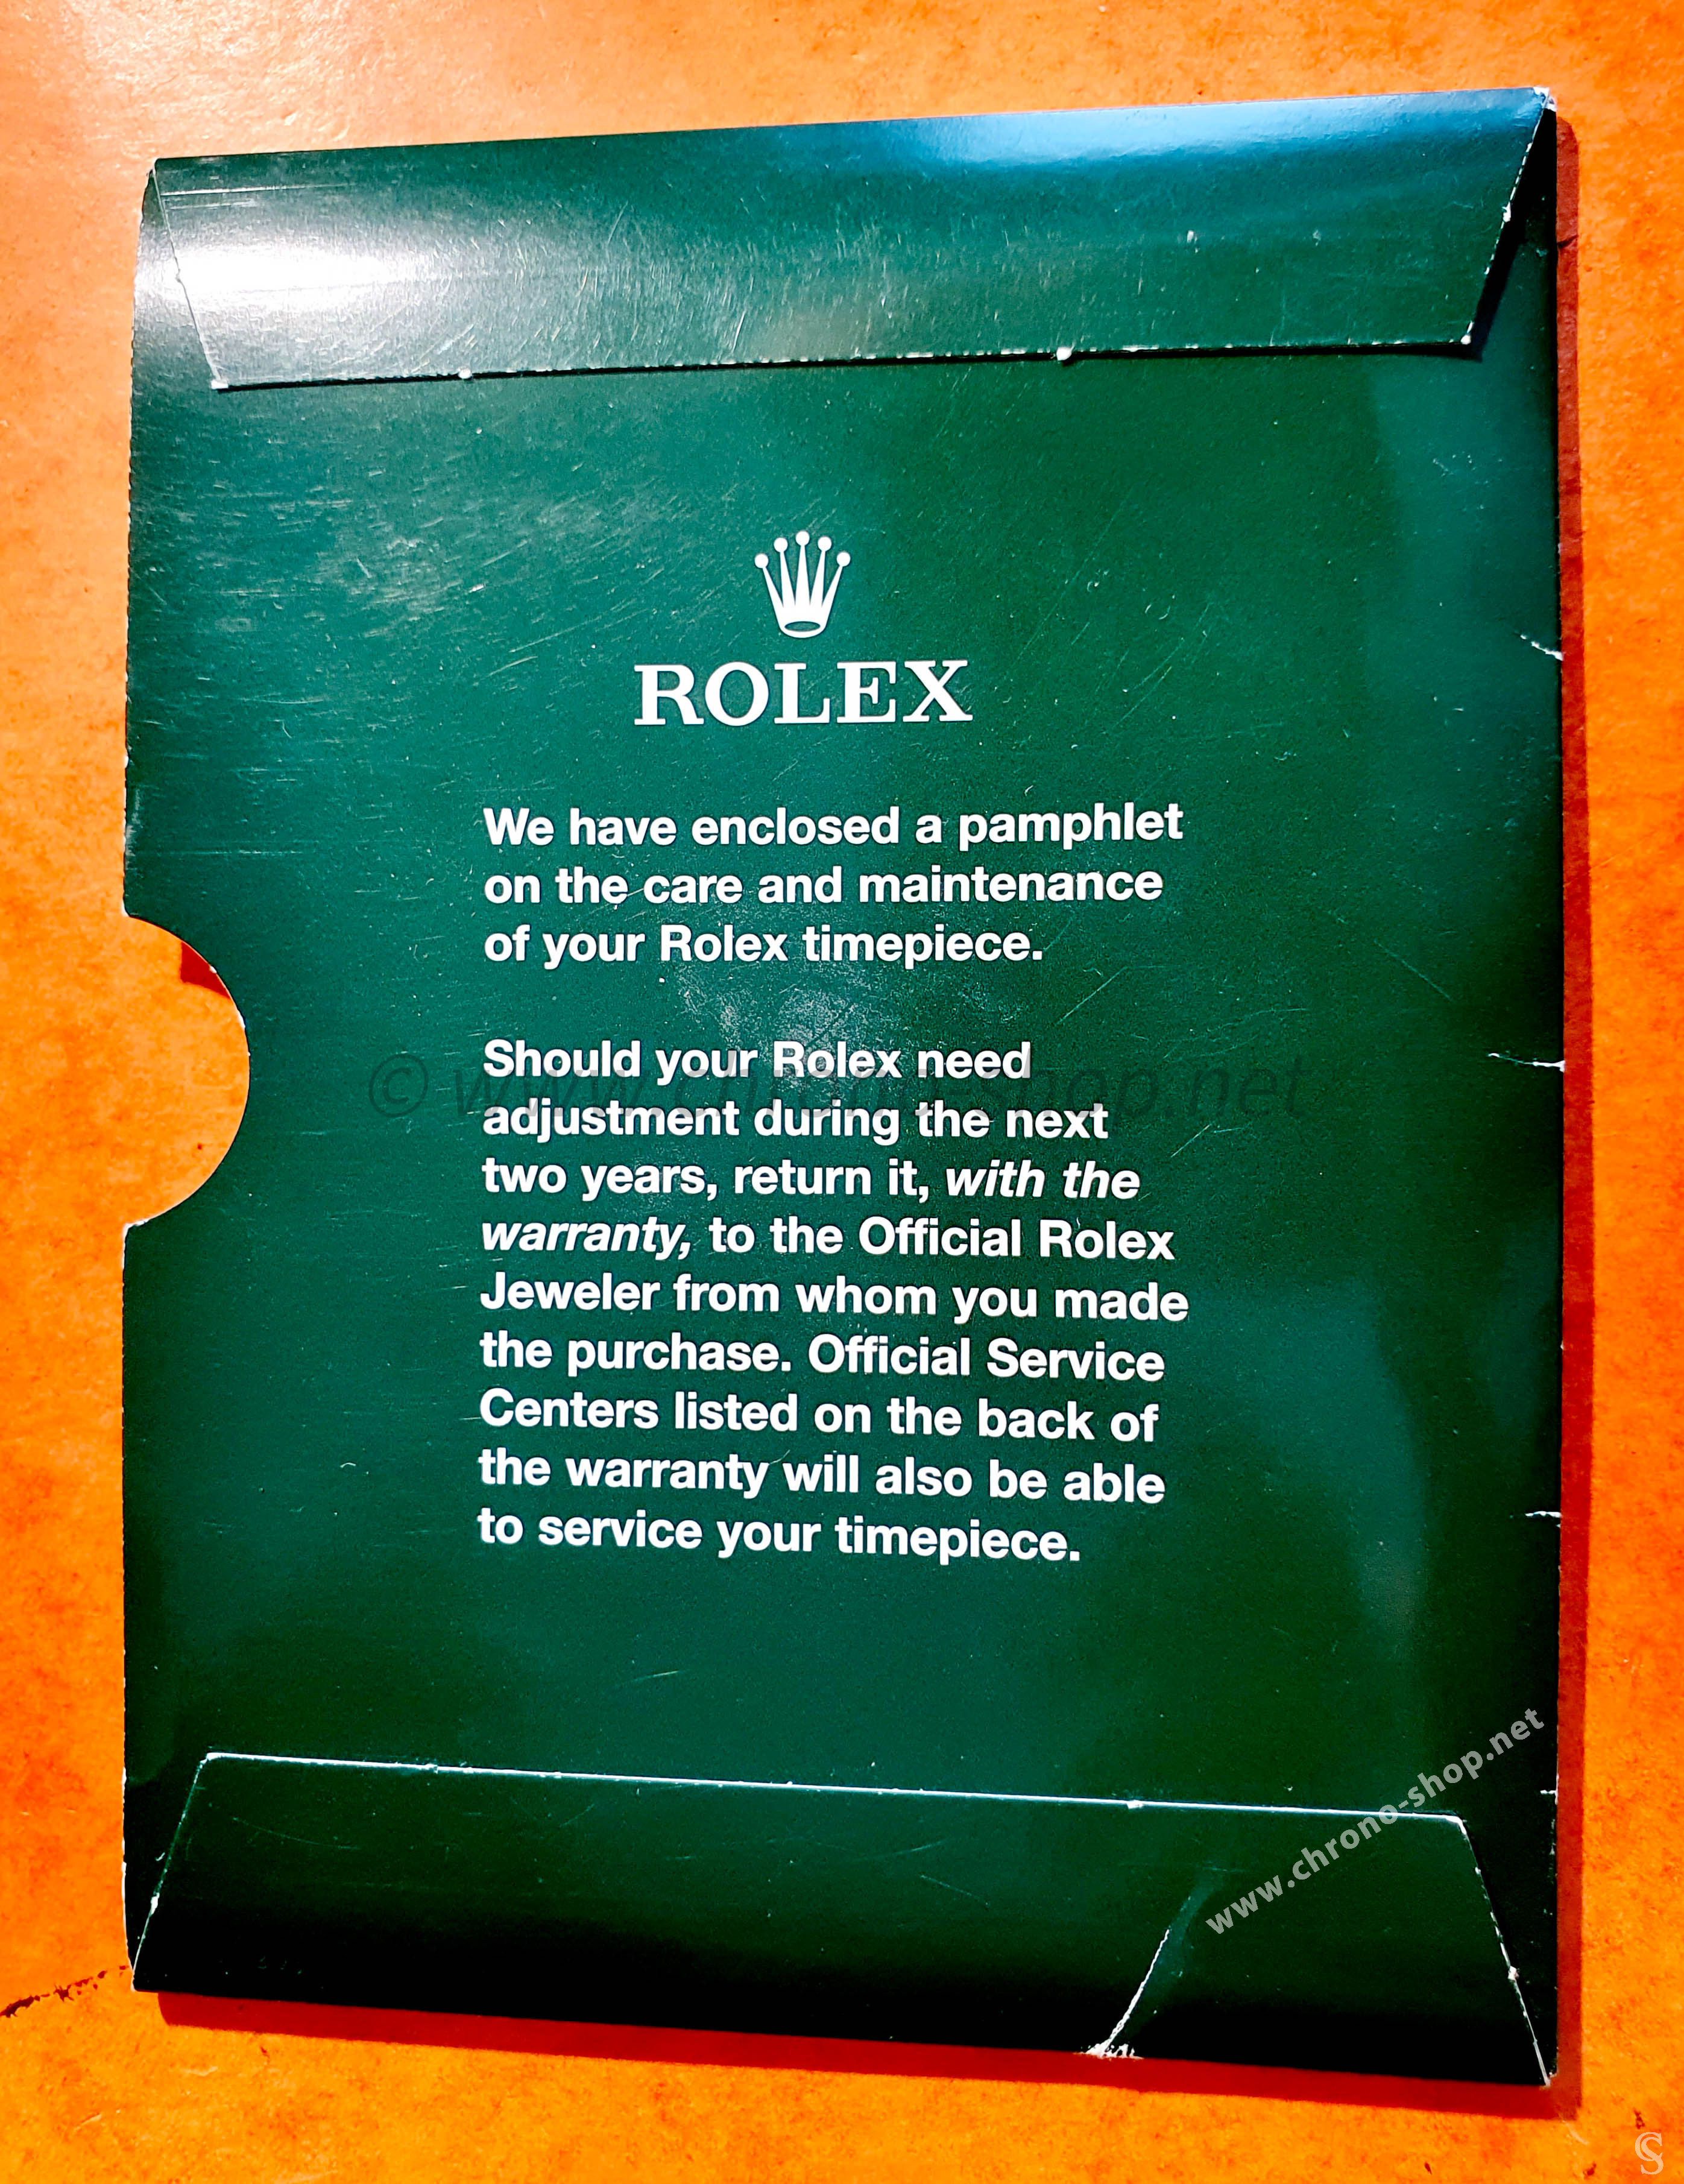 ROLEX
We have enclosed a pamphlet
on the care and maintenance
of your Rolex timepiece.
Should your Rolex need
© www.chronoshop.net
adjustment during the next
two years, return it, with the
warranty, to the Official Rolex
Jeweler from whom you made
the purchase. Official Service
Centers listed on the back of
the warranty will also be able
to service your timepiece.
www.chrono-shop.net